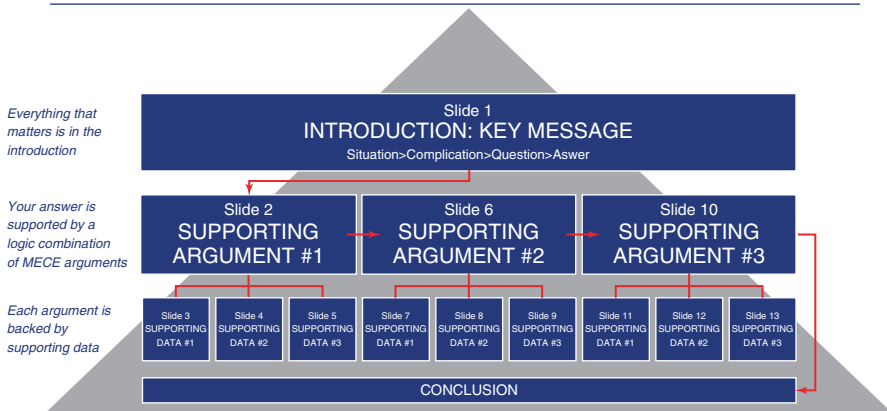 Everything that
matters is in the
introduction
Slide 1
INTRODUCTION: KEY MESSAGE
Situation>Complication>Question>Aswer
Your answer is
supported by a
logic combination
of MECE arguments
Slide 2
SUPPORTING
ARGUMENT #1
Slide 6
SUPPORTING
ARGUMENT #2
Slide 10
SUPPORTING
ARGUMENT #3
Each argument is
backed by
supporting data
Slide 3
SUPPORTING
DATA #1
Slide 4
SUPPORTING
DATA #2
Slide 5
SUPPORTING
DATA #3
Slide 7
SUPPORTING
DATA #1
Slide 8
SUPPORTING
DATA #2
Slide 9
SUPPORTING
DATA #3
Slide 11
SUPPORTING
DATA #1
Slide 12
SUPPORTING
DATA #2
Slide 13
SUPPORTING
DATA #3
CONCLUSION